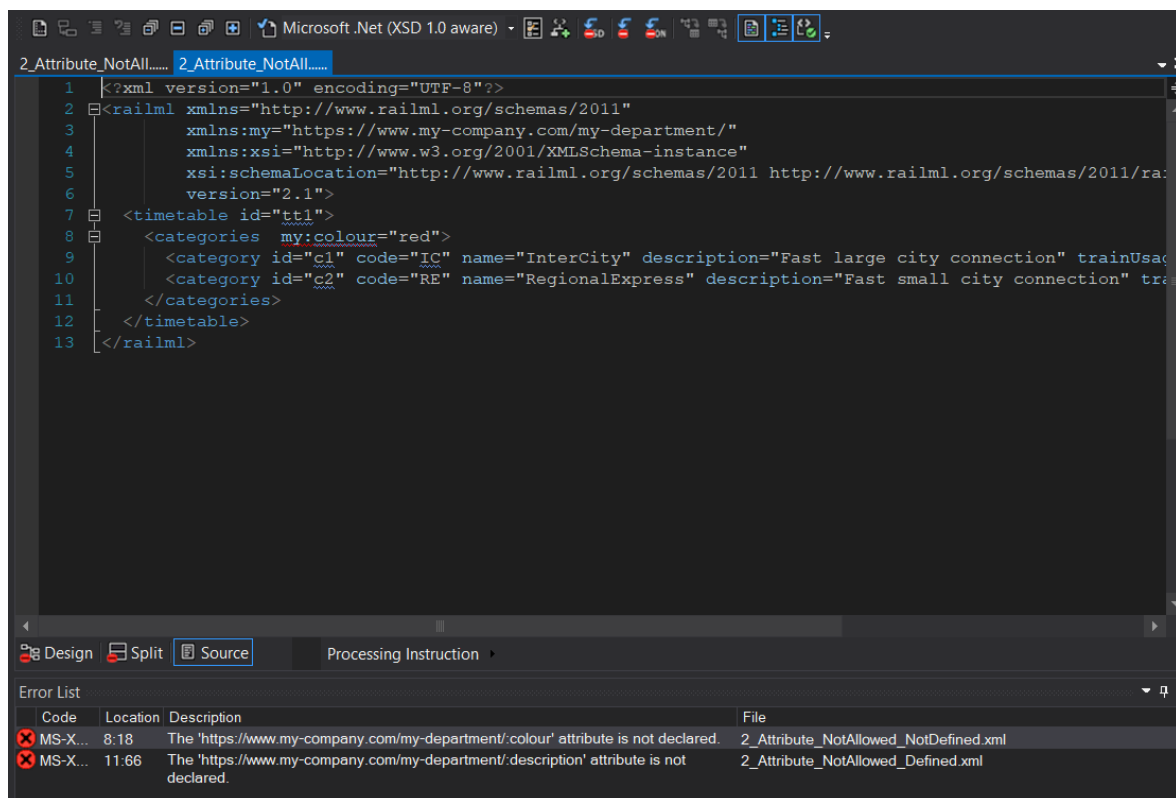 Microsoft .Net (XSD 1.0 aware)
2_Attribute_NotAll...... 2_Attribute_NotAll......
1 <?xml version="1.0" encoding="UTF-8"?>
2 <railml xmlns="http://www.railml.org/schemas/2011"
3 xmlns:my="https://www.my-company.com/my-department/"
4 xmlns:xsi="http://www.w3.org/2001/XMLSchema-instance"
5 xsi:schemaLocation="http://www.railml.org/schemas/2011 http://www.railml.org/schemas/2011/rai
6 version="2.1">
7 <timetable id="tt1">
8 <categories  my:colour="red">
9 <category id="c1" code="IC" name="InterCity" description="Fast large city connection" trainUsag
10 <category id="c2" code="RE" name="RegionalExpress" description="Fast small city connection" tra
11 </categories>
12 </timetable>
13 </railml>
Design Split Source Processing Instruction
Error List
Code Location Description File
MS-X... 8:18 The 'https://www.my-company.com/my-department/:colour' attribute is not declared. 2_Attribute_NotAllowed_NotDefined.xml
MS-X... 11:66 The 'https://www.my-company.com/my-department/:description' attribute is not 2_Attribute_NotAllowed_Defined.xml
declared.